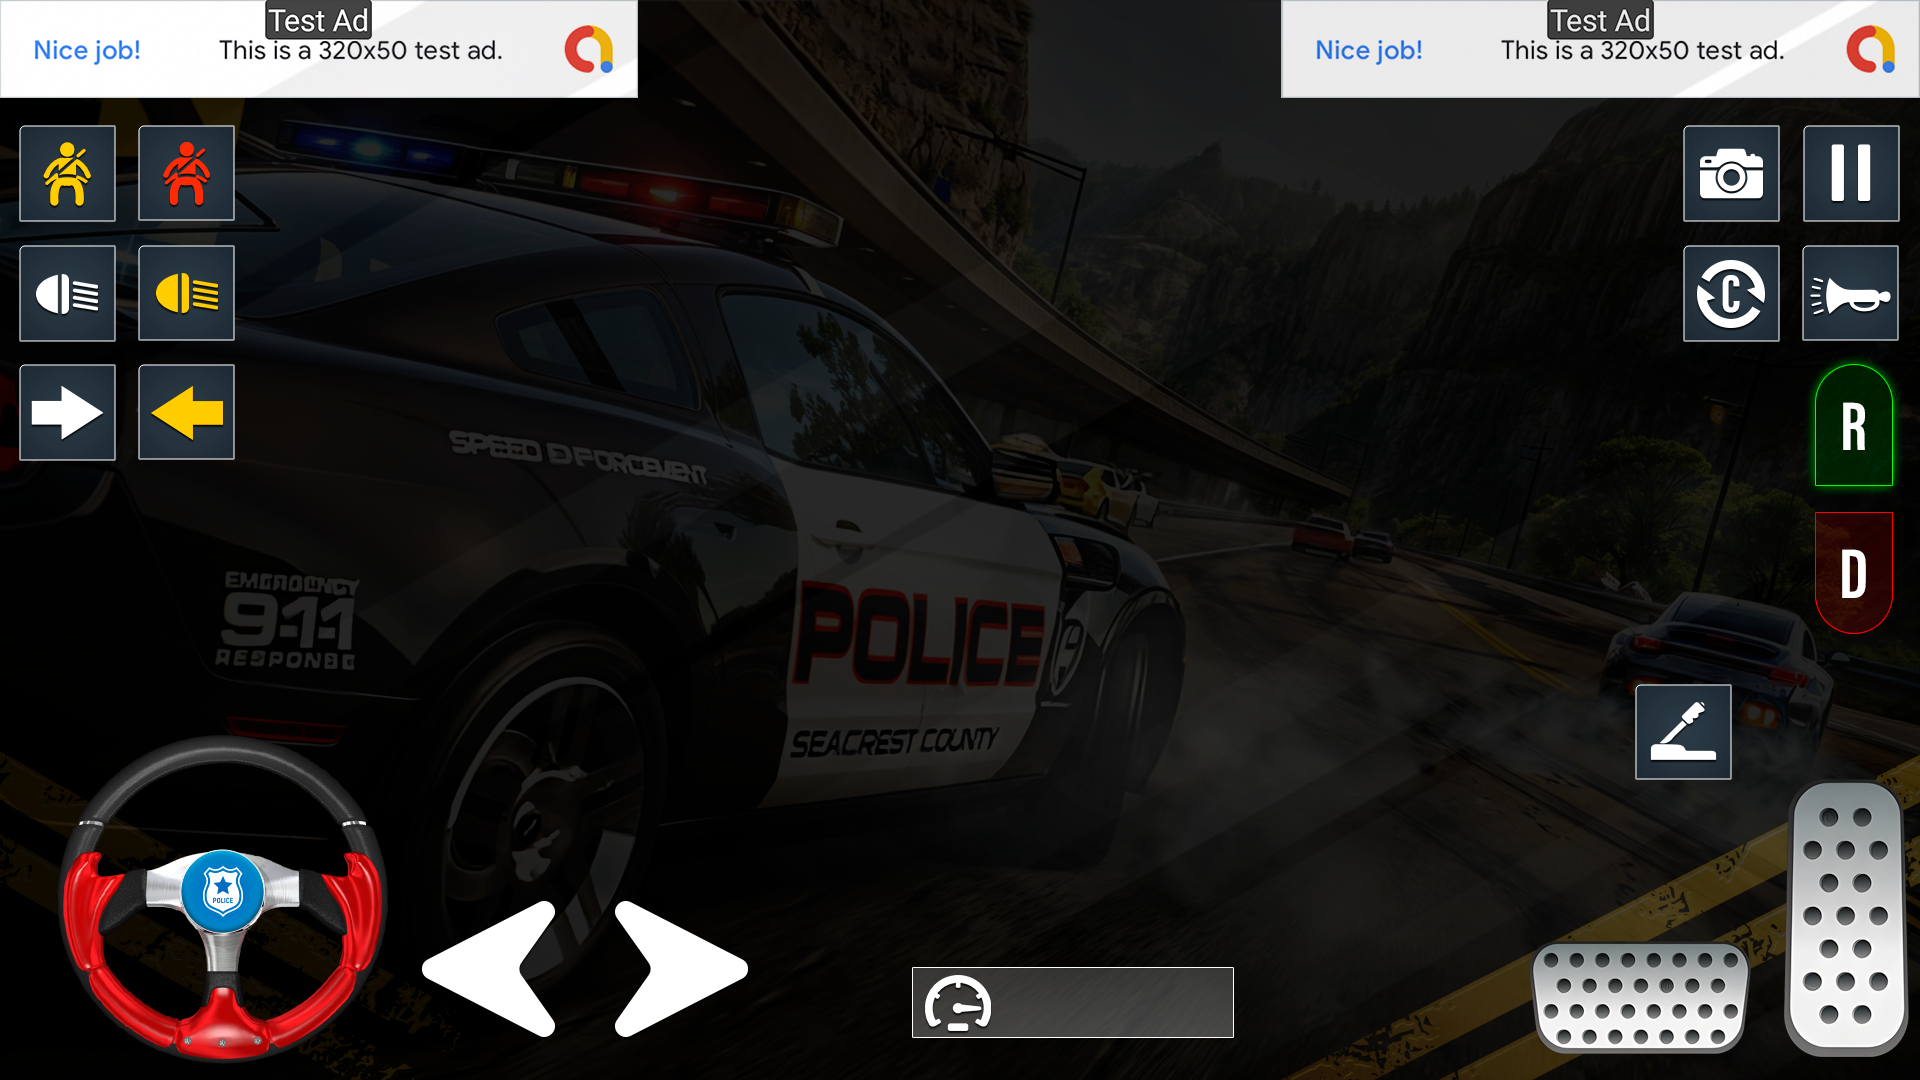 Test Ad
Nice job!
This is a 320x50 test ad.
Test Ad
Nice job!
This is a 320x50 test ad.
C
R
D
SPEED
EMERGENCY
911
RESPONSE
POLICE
SEACREST COUNTY
POLICE